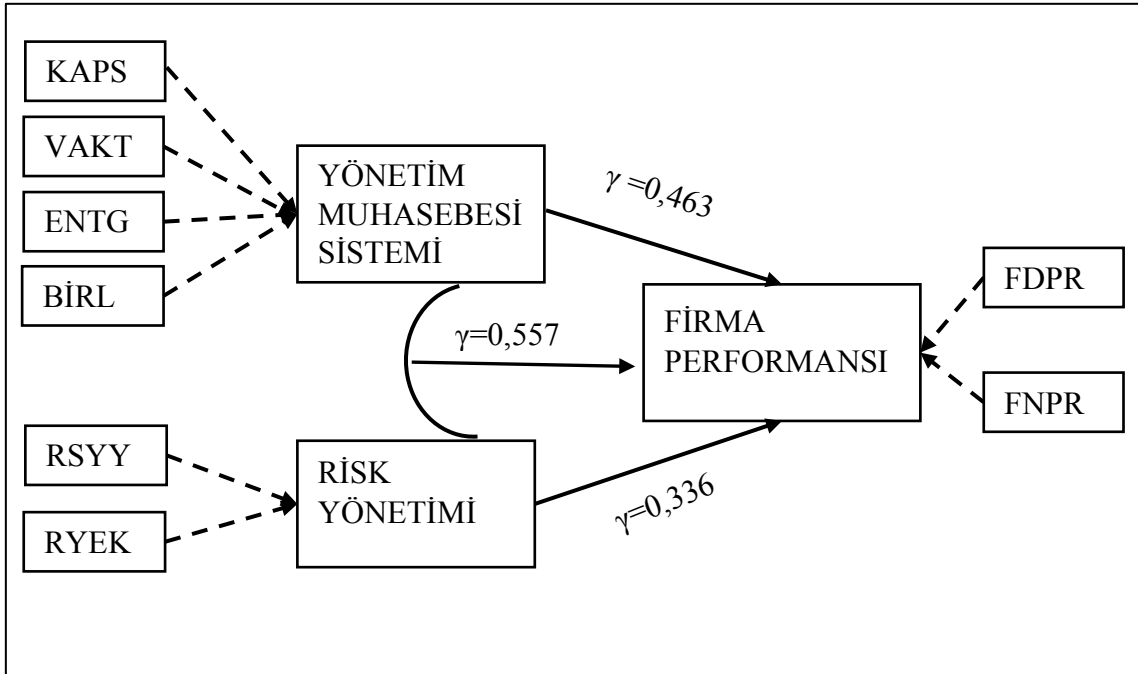 KAPS
VAKT
ENTG
BİRL
YÖNETİM
MUHASEBESİ
SİSTEMİ
γ =0,463
γ=0,557
FİRMA
PERFORMANSI
FDPR
FNPR
RSYY
RYEK
RİSK
YÖNETİMİ
γ=0,336